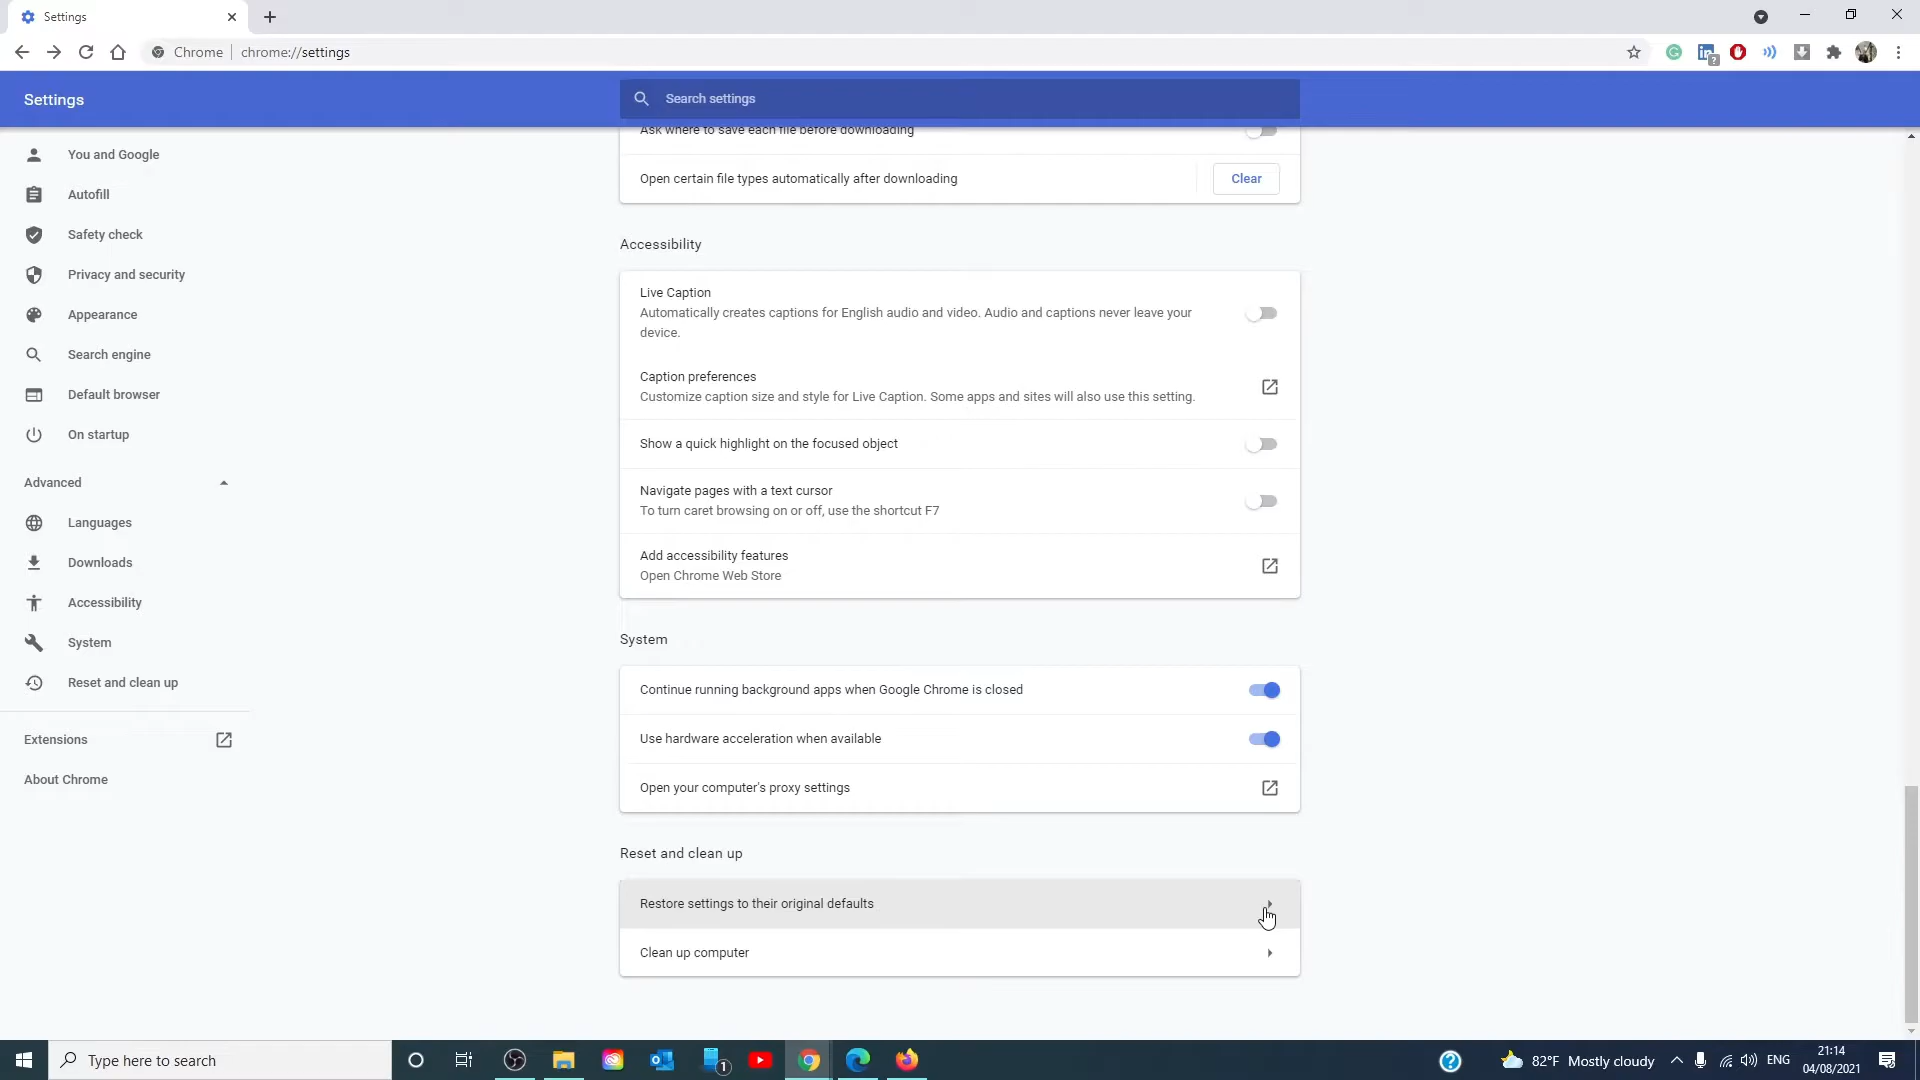 Settings
Chrome
chrome://settings
Settings
Search settings
You and Google
Autofill
Safety check
Privacy and security
Appearance
Search engine
Default browser
On startup
Advanced
Languages
Downloads
Accessibility
System
Reset and clean up
Extensions
About Chrome
Ask where to save each file before downloading
Open certain file types automatically after downloading
Clear
Accessibility
Live Caption
Automatically creates captions for English audio and video. Audio and captions never leave your
device.
Caption preferences
Customize caption size and style for Live Caption. Some apps and sites will also use this setting.
Show a quick highlight on the focused object
Navigate pages with a text cursor
To turn caret browsing on or off, use the shortcut F7
Add accessibility features
Open Chrome Web Store
System
Continue running background apps when Google Chrome is closed
Use hardware acceleration when available
Open your computer's proxy settings
Reset and clean up
Restore settings to their original defaults
Clean up computer
Type here to search
1
82°F Mostly cloudy
ENG
21:14
04/08/2021